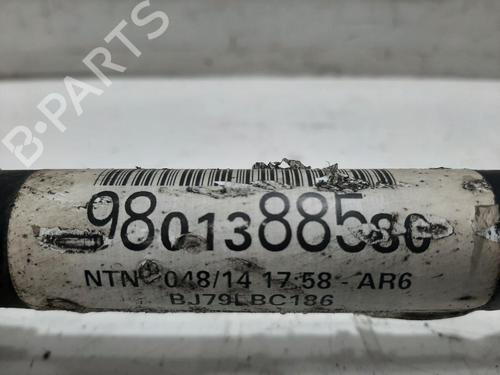 B-PARTS
9801388580
NTN 048/14 17:58 - AR6
BJ79LBC186